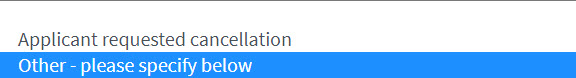 Applicant requested cancellation
Other - please specify below